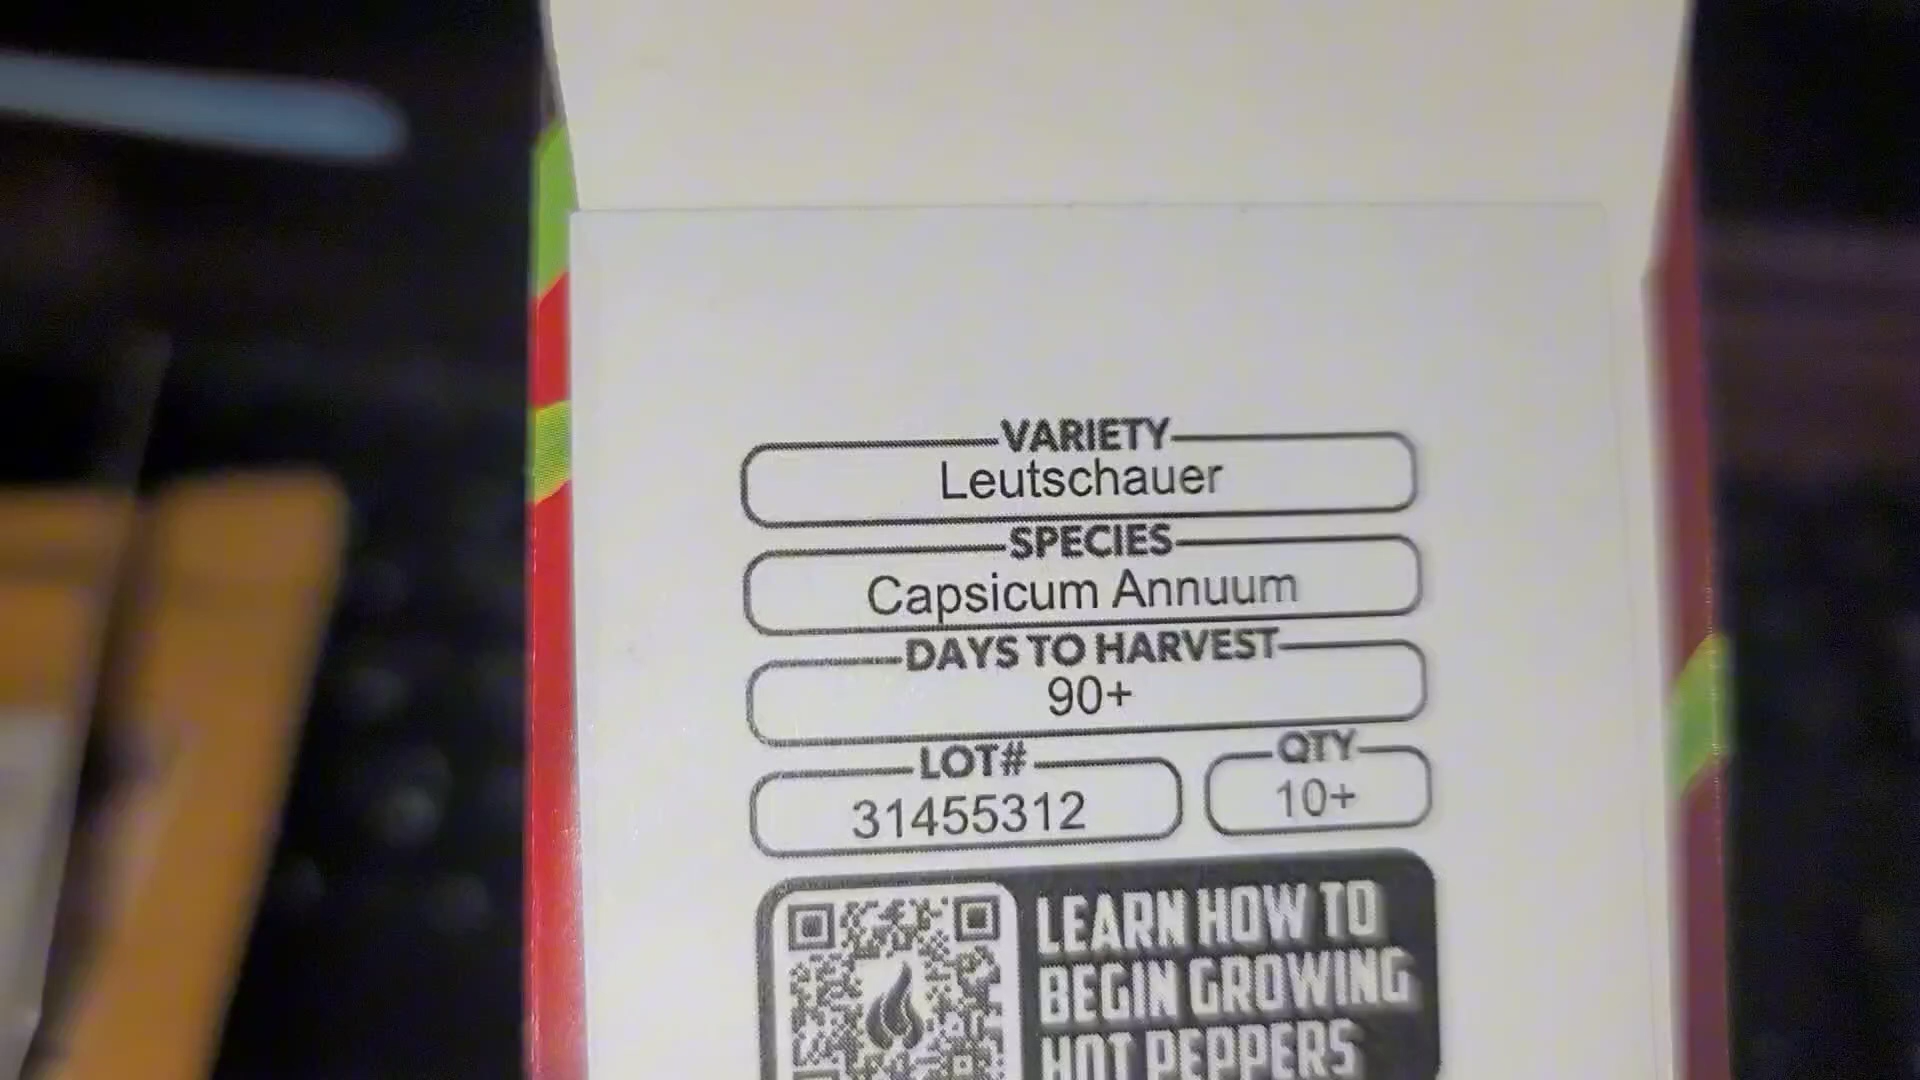 VARIETY
Leutschauer
SPECIES
Capsicum Annuum
DAYS TO HARVEST
90+
LOT#
31455312
QTY
10+
LEARN HOW TO
BEGIN GROWING
HOT PEPPERS